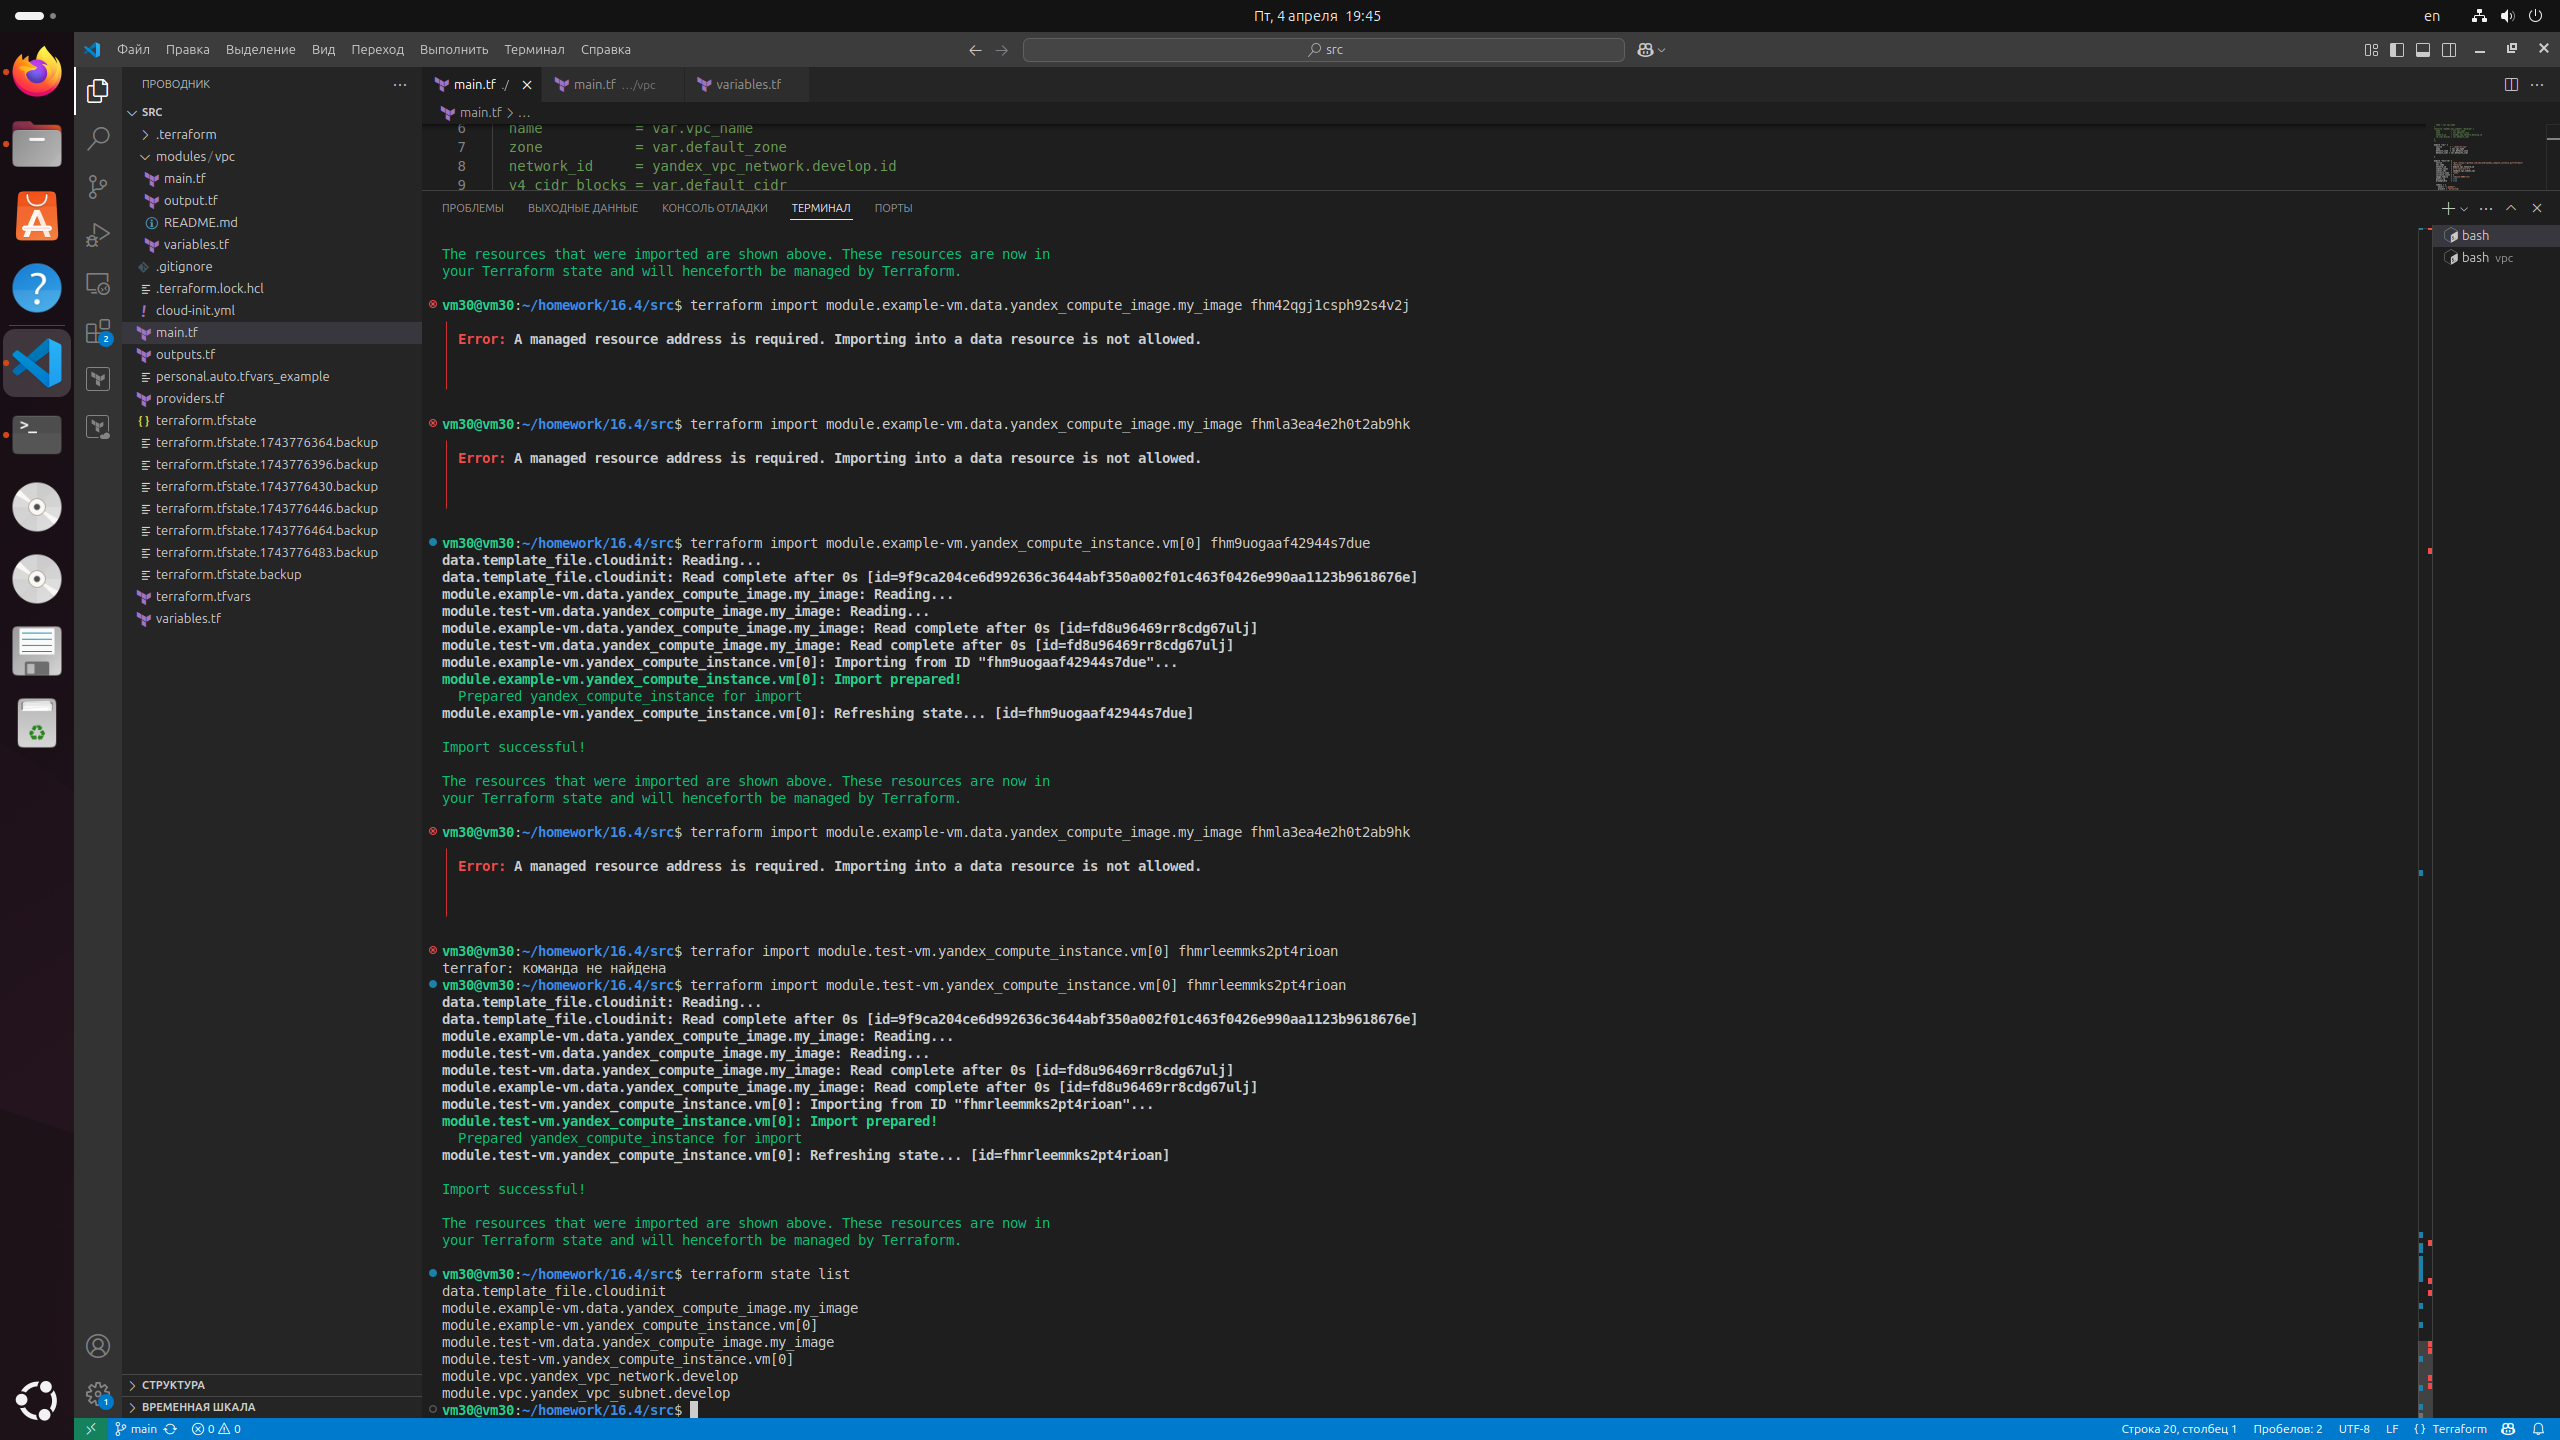 Пт, 4 апреля 19:45
en
Файл Правка Выделение Вид Переход Выполнить Терминал Справка
src
ПРОВОДНИК
SRC
.terraform
modules/vpc
main.tf
output.tf
README.md
variables.tf
.gitignore
.terraform.lock.hcl
cloud-init.yml
main.tf
outputs.tf
personal.auto.tfvars_example
providers.tf
terraform.tfstate
terraform.tfstate.1743776364.backup
terraform.tfstate.1743776396.backup
terraform.tfstate.1743776430.backup
terraform.tfstate.1743776446.backup
terraform.tfstate.1743776464.backup
terraform.tfstate.1743776483.backup
terraform.tfstate.backup
terraform.tfvars
variables.tf
СТРУКТУРА
ВРЕМЕННАЯ ШКАЛА
2
1
main.tf ./ main.tf …/vpc variables.tf
main.tf > …
6 name = var.vpc_name
7 zone = var.default_zone
8 network_id = yandex_vpc_network.develop.id
9 v4_cidr_blocks = var.default_cidr
ПРОБЛЕМЫ ВЫХОДНЫЕ ДАННЫЕ КОНСОЛЬ ОТЛАДКИ ТЕРМИНАЛ ПОРТЫ
bash
bash vpc
The resources that were imported are shown above. These resources are now in
your Terraform state and will henceforth be managed by Terraform.
vm30@vm30:~/homework/16.4/src$ terraform import module.example-vm.data.yandex_compute_image.my_image fhm42qgj1csph92s4v2j
Error: A managed resource address is required. Importing into a data resource is not allowed.
vm30@vm30:~/homework/16.4/src$ terraform import module.example-vm.data.yandex_compute_image.my_image fhmla3ea4e2h0t2ab9hk
Error: A managed resource address is required. Importing into a data resource is not allowed.
vm30@vm30:~/homework/16.4/src$ terraform import module.example-vm.yandex_compute_instance.vm[0] fhm9uogaaf42944s7due
data.template_file.cloudinit: Reading...
data.template_file.cloudinit: Read complete after 0s [id=9f9ca204ce6d992636c3644abf350a002f01c463f0426e990aa1123b9618676e]
module.example-vm.data.yandex_compute_image.my_image: Reading...
module.test-vm.data.yandex_compute_image.my_image: Reading...
module.example-vm.data.yandex_compute_image.my_image: Read complete after 0s [id=fd8u96469rr8cdg67ulj]
module.test-vm.data.yandex_compute_image.my_image: Read complete after 0s [id=fd8u96469rr8cdg67ulj]
module.example-vm.yandex_compute_instance.vm[0]: Importing from ID "fhm9uogaaf42944s7due"...
module.example-vm.yandex_compute_instance.vm[0]: Import prepared!
Prepared yandex_compute_instance for import
module.example-vm.yandex_compute_instance.vm[0]: Refreshing state... [id=fhm9uogaaf42944s7due]
Import successful!
The resources that were imported are shown above. These resources are now in
your Terraform state and will henceforth be managed by Terraform.
vm30@vm30:~/homework/16.4/src$ terraform import module.example-vm.data.yandex_compute_image.my_image fhmla3ea4e2h0t2ab9hk
Error: A managed resource address is required. Importing into a data resource is not allowed.
vm30@vm30:~/homework/16.4/src$ terrafor import module.test-vm.yandex_compute_instance.vm[0] fhmrleemmks2pt4rioan
terrafor: команда не найдена
vm30@vm30:~/homework/16.4/src$ terraform import module.test-vm.yandex_compute_instance.vm[0] fhmrleemmks2pt4rioan
data.template_file.cloudinit: Reading...
data.template_file.cloudinit: Read complete after 0s [id=9f9ca204ce6d992636c3644abf350a002f01c463f0426e990aa1123b9618676e]
module.example-vm.data.yandex_compute_image.my_image: Reading...
module.test-vm.data.yandex_compute_image.my_image: Reading...
module.test-vm.data.yandex_compute_image.my_image: Read complete after 0s [id=fd8u96469rr8cdg67ulj]
module.example-vm.data.yandex_compute_image.my_image: Read complete after 0s [id=fd8u96469rr8cdg67ulj]
module.test-vm.yandex_compute_instance.vm[0]: Importing from ID "fhmrleemmks2pt4rioan"...
module.test-vm.yandex_compute_instance.vm[0]: Import prepared!
Prepared yandex_compute_instance for import
module.test-vm.yandex_compute_instance.vm[0]: Refreshing state... [id=fhmrleemmks2pt4rioan]
Import successful!
The resources that were imported are shown above. These resources are now in
your Terraform state and will henceforth be managed by Terraform.
vm30@vm30:~/homework/16.4/src$ terraform state list
data.template_file.cloudinit
module.example-vm.data.yandex_compute_image.my_image
module.example-vm.yandex_compute_instance.vm[0]
module.test-vm.data.yandex_compute_image.my_image
module.test-vm.yandex_compute_instance.vm[0]
module.vpc.yandex_vpc_network.develop
module.vpc.yandex_vpc_subnet.develop
vm30@vm30:~/homework/16.4/src$
main 0 0 Строка 20, столбец 1 Пробелов: 2 UTF-8 LF {} Terraform